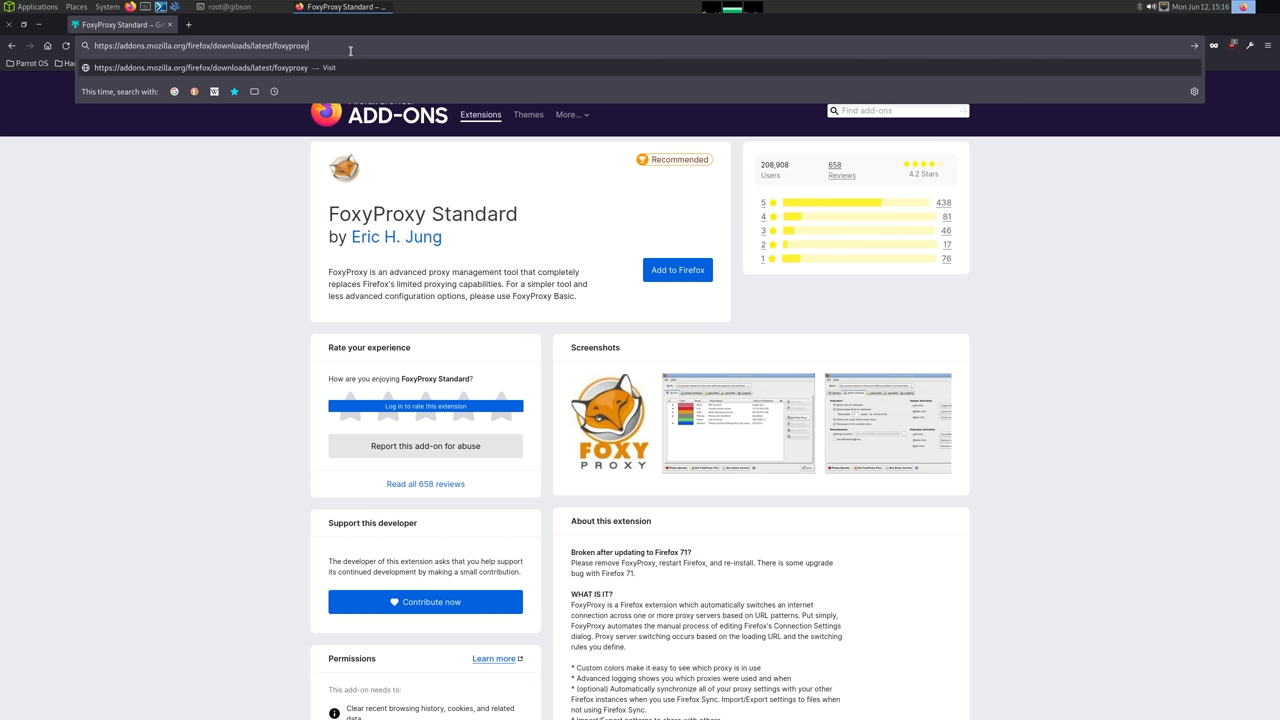 Applications Places System root@gibson FoxyProxy Standard – ... Mon Jun 12, 15:16
FoxyProxy Standard – Ge
https://addons.mozilla.org/firefox/downloads/latest/foxyproxy
Parrot OS
https://addons.mozilla.org/firefox/downloads/latest/foxyproxy — Visit
This time, search with:
ADD-ONS Extensions Themes More... Find add-ons
Recommended
FoxyProxy Standard
by Eric H. Jung
FoxyProxy is an advanced proxy management tool that completely
replaces Firefox's limited proxying capabilities. For a simpler tool and
less advanced configuration options, please use FoxyProxy Basic.
Add to Firefox
208,908 658
Users Reviews 4.2 Stars
5 438
4 81
3 46
2 17
1 76
Rate your experience
How are you enjoying FoxyProxy Standard?
Log in to rate this extension
Report this add-on for abuse
Read all 658 reviews
Screenshots
FOXY
PROXY
Support this developer
The developer of this extension asks that you help support
its continued development by making a small contribution.
Contribute now
Permissions Learn more
This add-on needs to:
Clear recent browsing history, cookies, and related
data
About this extension
Broken after updating to Firefox 71?
Please remove FoxyProxy, restart Firefox, and re-install. There is some upgrade
bug with Firefox 71.
WHAT IS IT?
FoxyProxy is a Firefox extension which automatically switches an internet
connection across one or more proxy servers based on URL patterns. Put simply,
FoxyProxy automates the manual process of editing Firefox's Connection Settings
dialog. Proxy server switching occurs based on the loading URL and the switching
rules you define.
* Custom colors make it easy to see which proxy is in use
* Advanced logging shows you which proxies were used and when
* (optional) Automatically synchronize all of your proxy settings with your other
Firefox instances when you use Firefox Sync. Import/Export settings to files when
not using Firefox Sync.
* Import/Export patterns to share with others